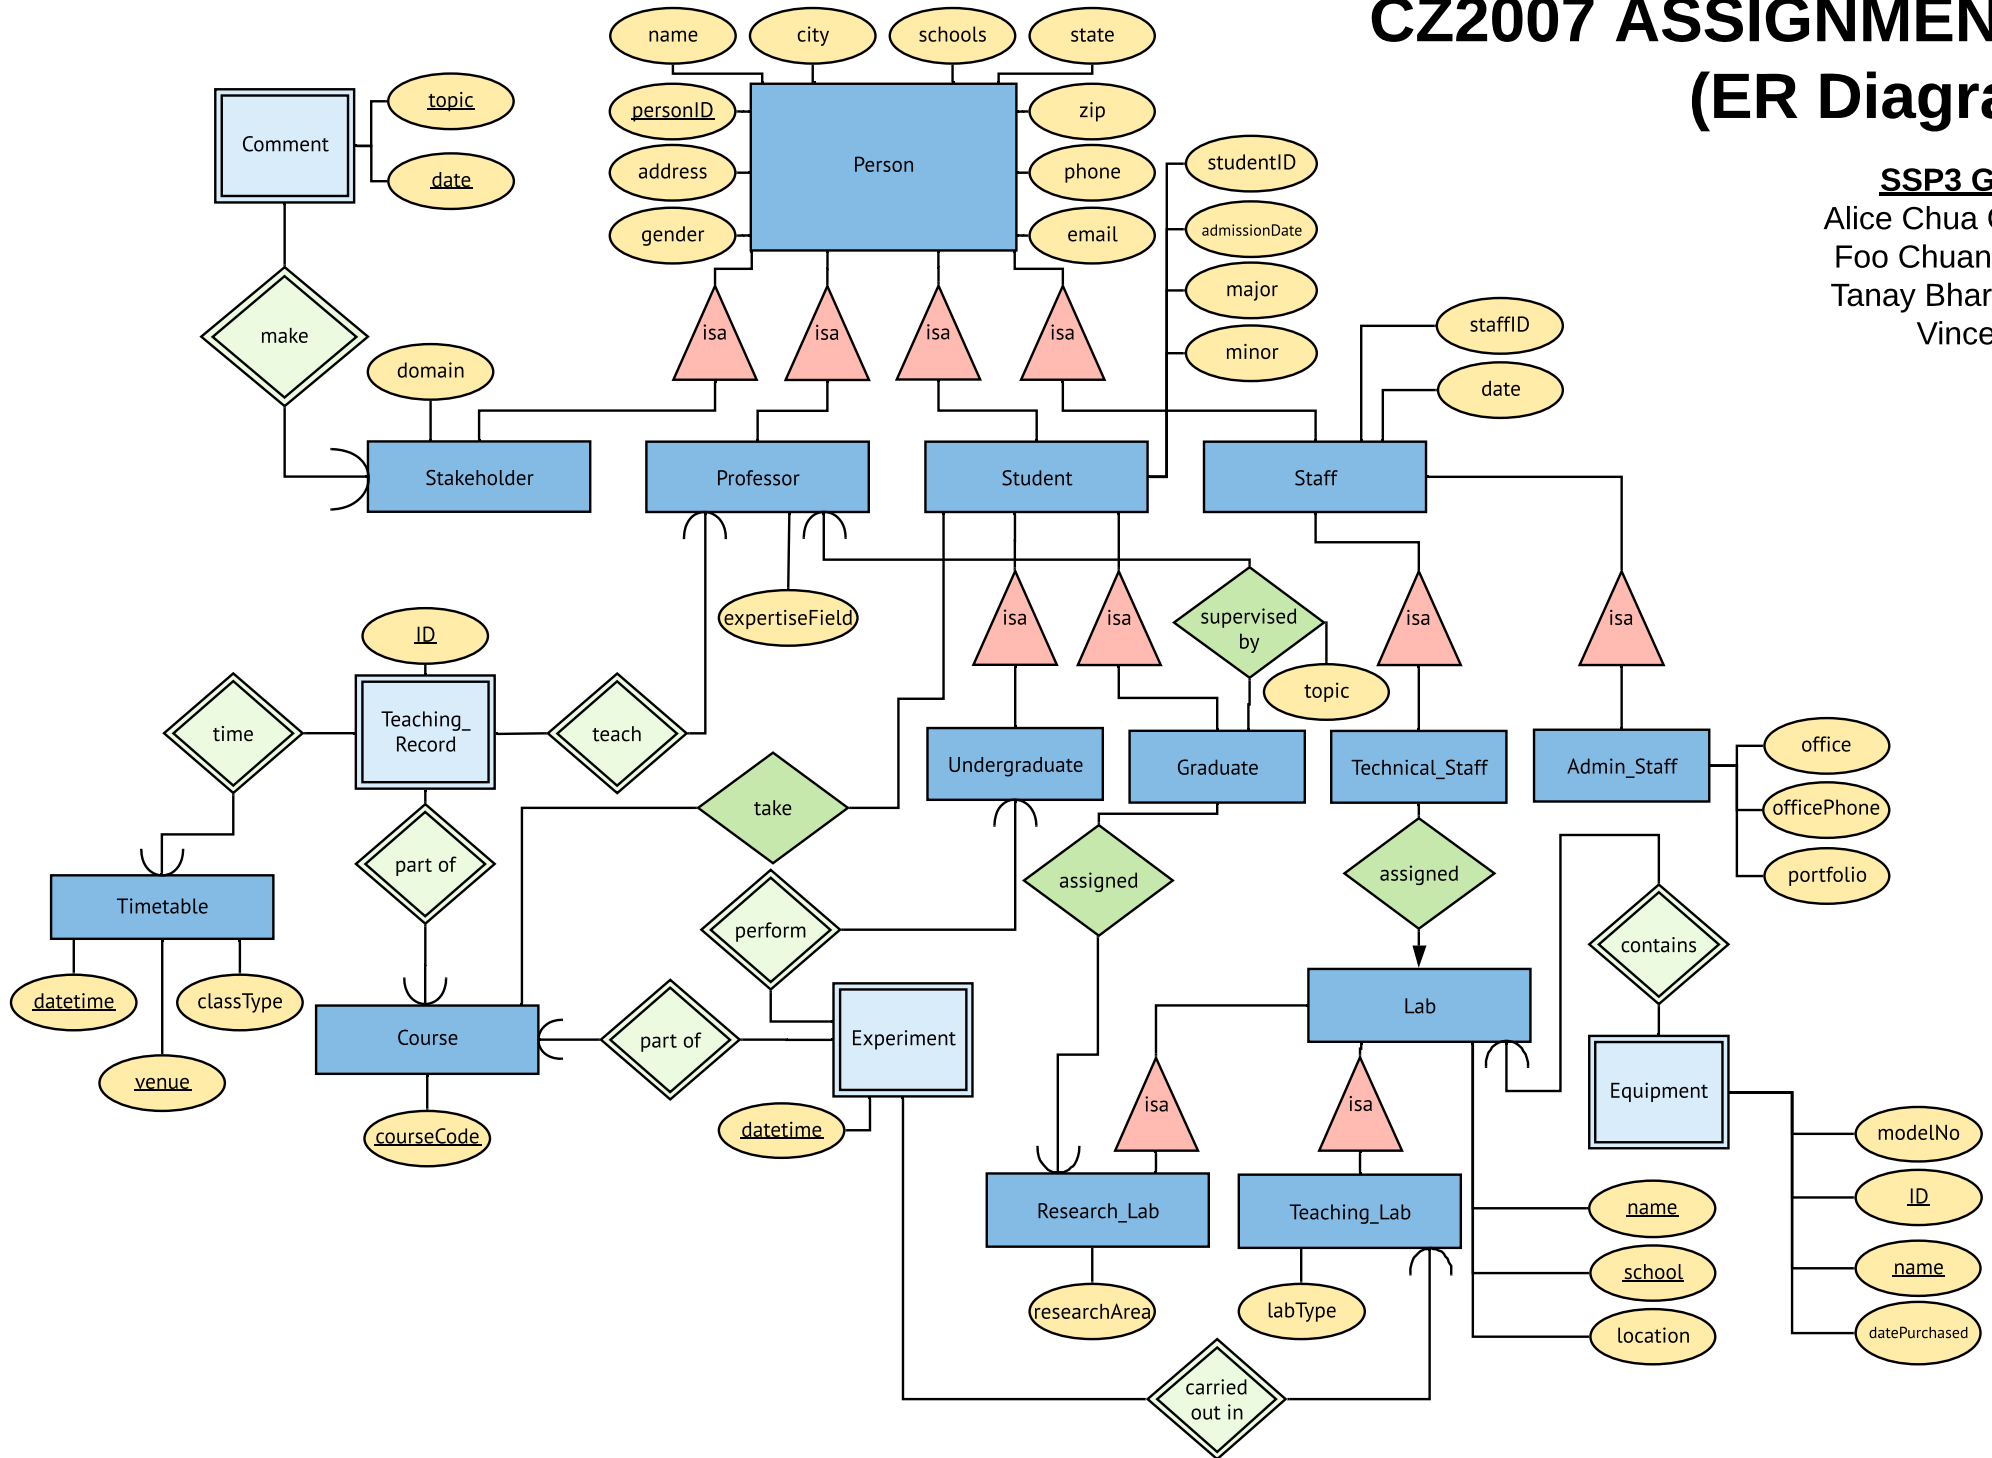 CZ2007 ASSIGNMEN
(ER Diagra
SSP3 G
Alice Chua
Foo Chuan
Tanay Bhar
Vince
name
city
schools
state
topic
personID
zip
Comment
Person
studentID
address
phone
date
admissionDate
gender
email
major
staffID
make
isa
isa
isa
isa
minor
domain
date
Stakeholder
Professor
Student
Staff
expertiseField
isa
isa
supervised
by
isa
isa
ID
topic
time
Teaching_
Record
teach
office
Undergraduate
Graduate
Technical_Staff
Admin_Staff
take
officePhone
part of
assigned
assigned
portfolio
Timetable
perform
contains
datetime
classType
Lab
Course
part of
Experiment
venue
Equipment
isa
isa
courseCode
datetime
modelNo
ID
Research_Lab
Teaching_Lab
name
name
school
researchArea
labType
location
datePurchased
carried
out in